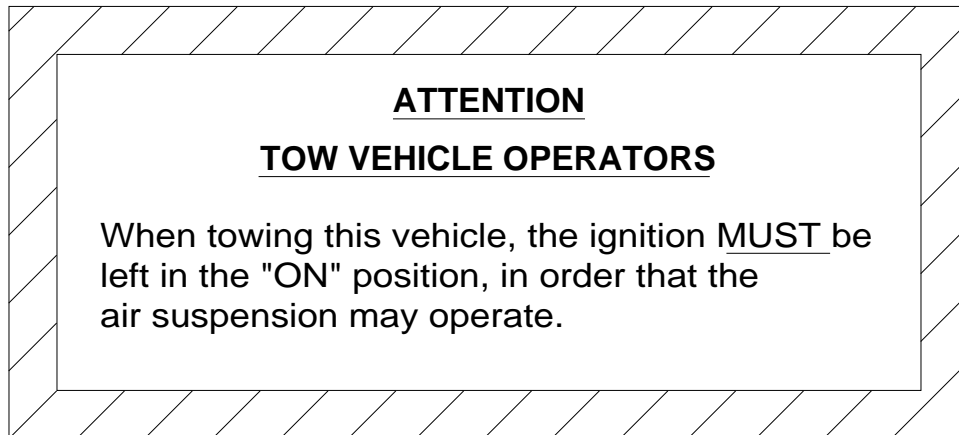 ATTENTION
TOW VEHICLE OPERATORS
When towing this vehicle, the ignition MUST be
left in the "ON" position, in order that the
air suspension may operate.